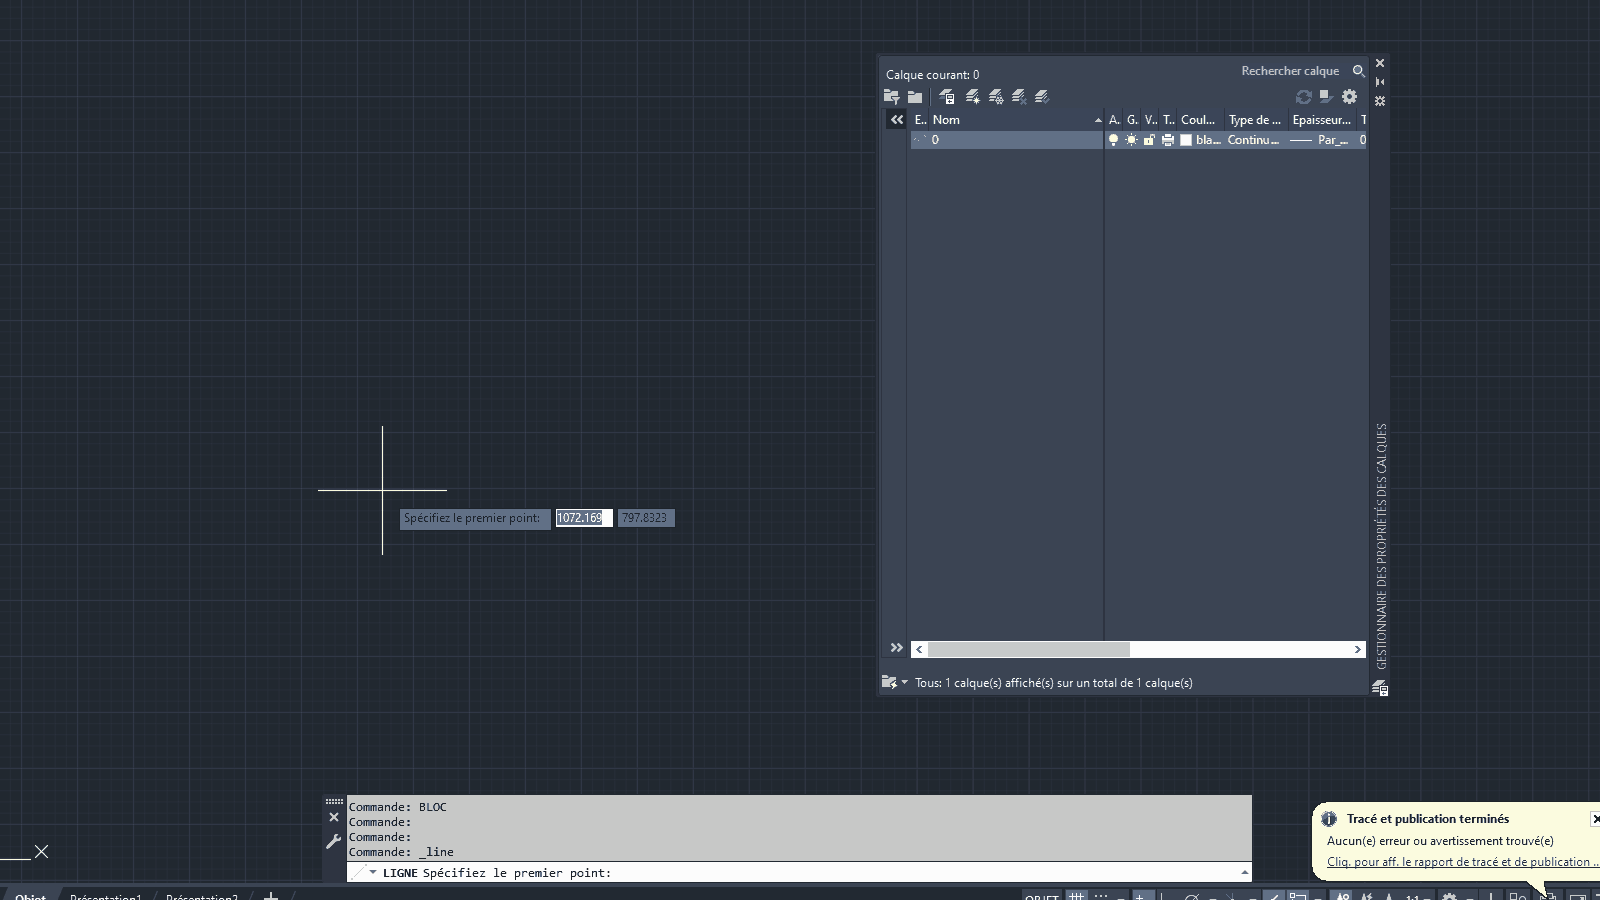 Calque courant: 0
Rechercher calque
E.. Nom A. G. V.. T.. Coul... Type de ... Epaisseur... T
0 bla... Continu... Par_... 0
Spécifiez le premier point: 1072.169 797.8323
GESTIONNAIRE DES PROPRIÉTÉS DES CALQUES
Tous: 1 calque(s) affiché(s) sur un total de 1 calque(s)
Commande: BLOC
Commande:
Commande:
Commande: _line
LIGNE Spécifiez le premier point:
Tracé et publication terminés
Aucun(e) erreur ou avertissement trouvé(e)
Cliq. pour aff. le rapport de tracé et de publication ...
Objet Présentation1 Présentation2
OBJET 1:1